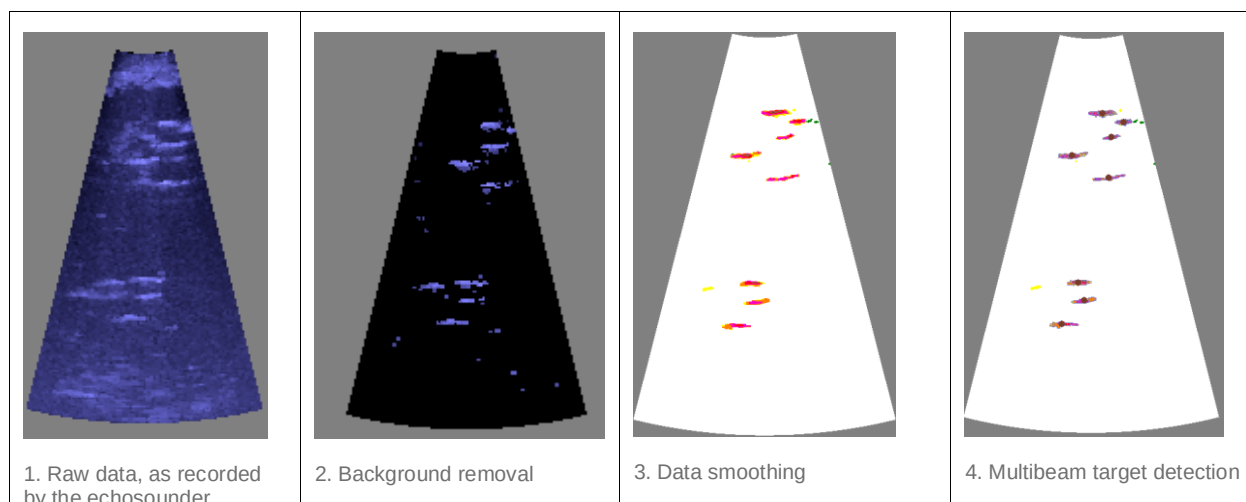 1. Raw data, as recorded
by the echosounder
2. Background removal
3. Data smoothing
4. Multibeam target detection